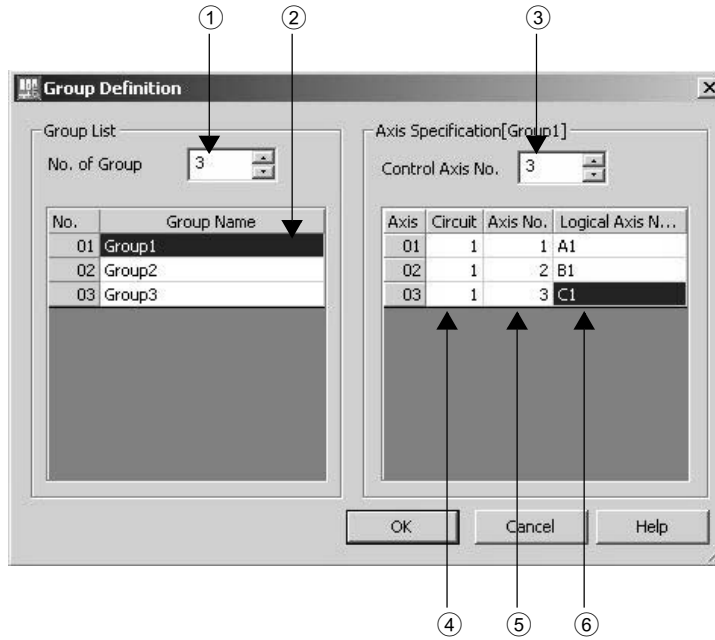 ① ② ③
Group Definition
Group List
No. of Group 3
No. Group Name
01 Group1
02 Group2
03 Group3
Axis Specification[Group1]
Control Axis No. 3
Axis Circuit Axis No. Logical Axis N...
01 1 1 A1
02 1 2 B1
03 1 3 C1
OK Cancel Help
④ ⑤ ⑥